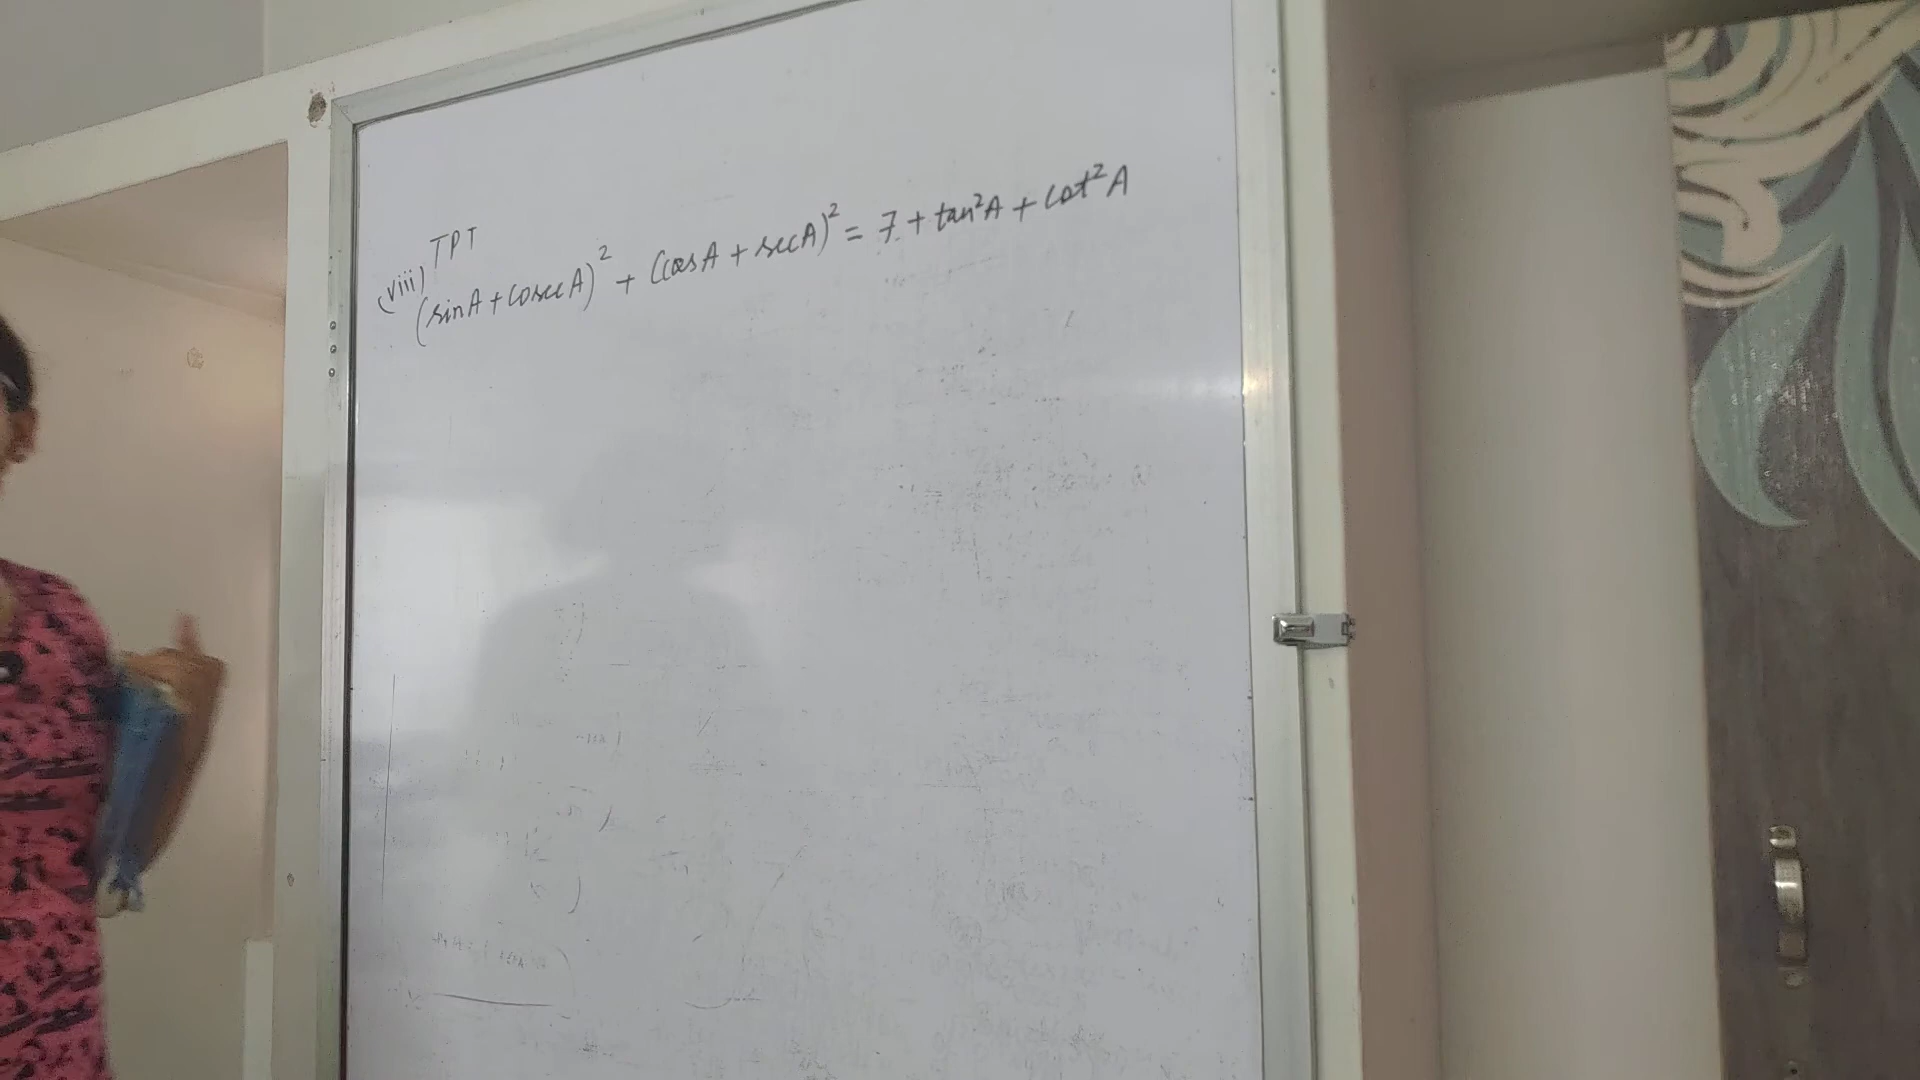 (viii) TPT
(sinA + cosecA)² + (cosA + secA)² = 7 + tan²A + cot²A